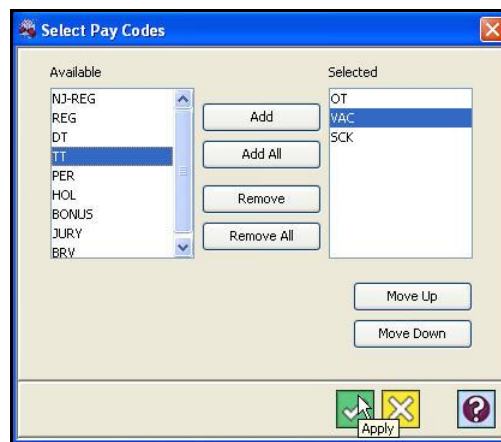 Select Pay Codes
Available
NJ-REG
REG
DT
TT
PER
HOL
BONUS
JURY
BRV
Add
Add All
Remove
Remove All
Selected
OT
VAC
SCK
Move Up
Move Down
?
Apply